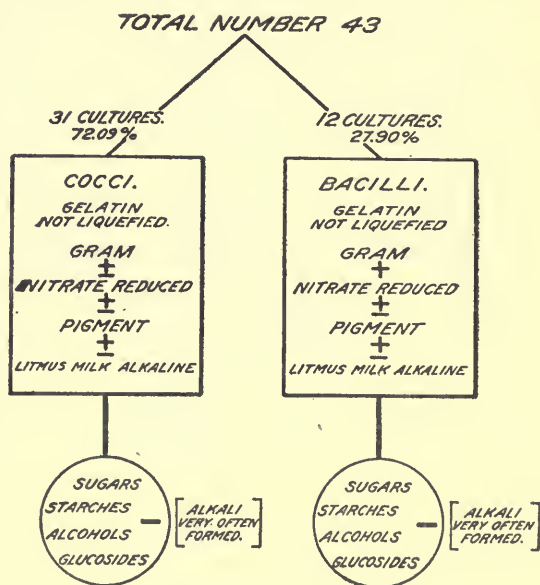 TOTAL NUMBER 43
31 CULTURES.
72.09%
COCCI.
GELATIN
NOT LIQUEFIED.
GRAM
±
NITRATE REDUCED
±
PIGMENT
±
LITMUS MILK ALKALINE
SUGARS
STARCHES
ALCOHOLS
GLUCOSIDES
–
[ALKALI
VERY OFTEN
FORMED.]
12 CULTURES.
27.90%
BACILLI.
GELATIN
NOT LIQUEFIED
GRAM
+
NITRATE REDUCED
±
PIGMENT
±
LITMUS MILK ALKALINE
SUGARS
STARCHES
ALCOHOLS
GLUCOSIDES
–
[ALKALI
VERY OFTEN
FORMED.]